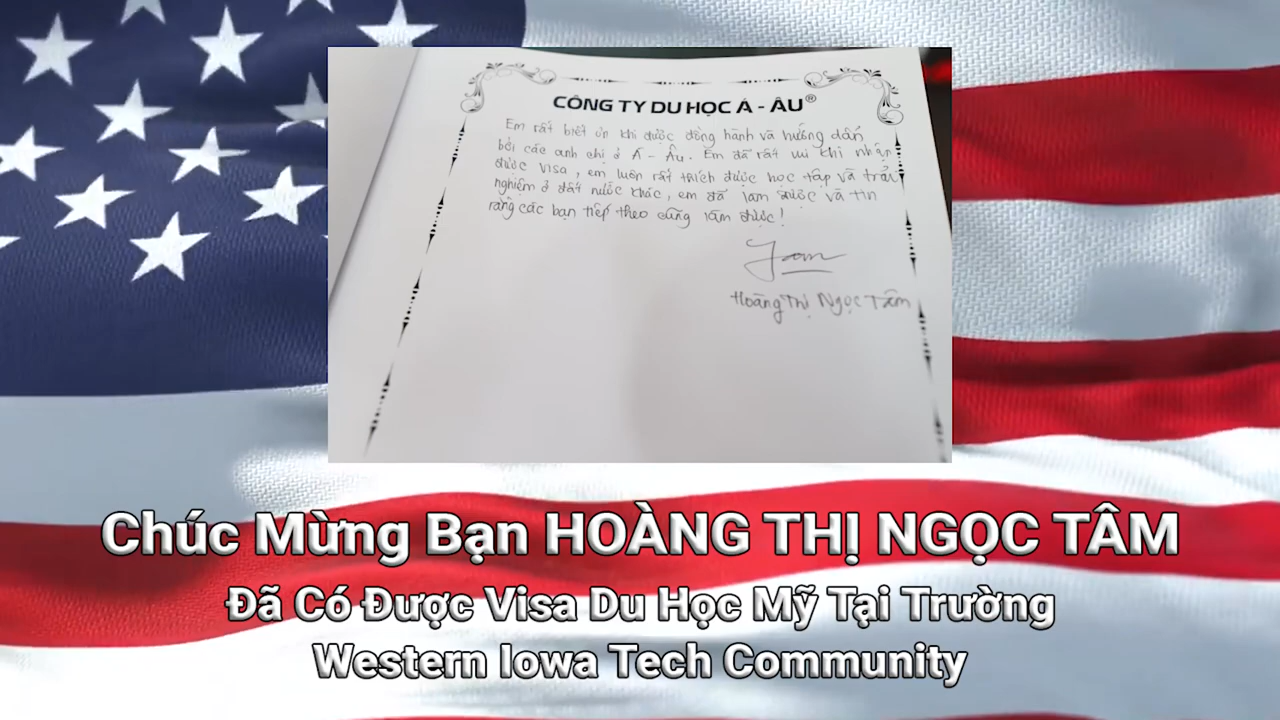 CÔNG TY DU HỌC Á - ÂU®
Em rất biết ơn khi được đồng hành và hướng dẫn
bởi các anh chị ở Á - Âu. Em đã rất vui khi nhận
được visa, em luôn rất thích được học tập và trải
nghiệm ở đất nước khác, em đã làm được và tin
rằng các bạn tiếp theo cũng làm được!
Tâm
Hoàng Thị Ngọc Tâm
Chúc Mừng Bạn HOÀNG THỊ NGỌC TÂM
Đã Có Được Visa Du Học Mỹ Tại Trường
Western Iowa Tech Community